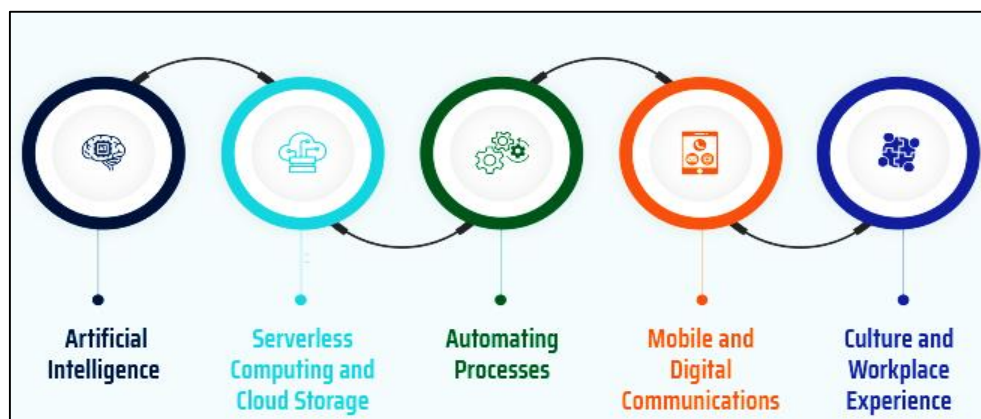 Artificial
Intelligence
Serverless
Computing and
Cloud Storage
Automating
Processes
Mobile and
Digital
Communications
Culture and
Workplace
Experience